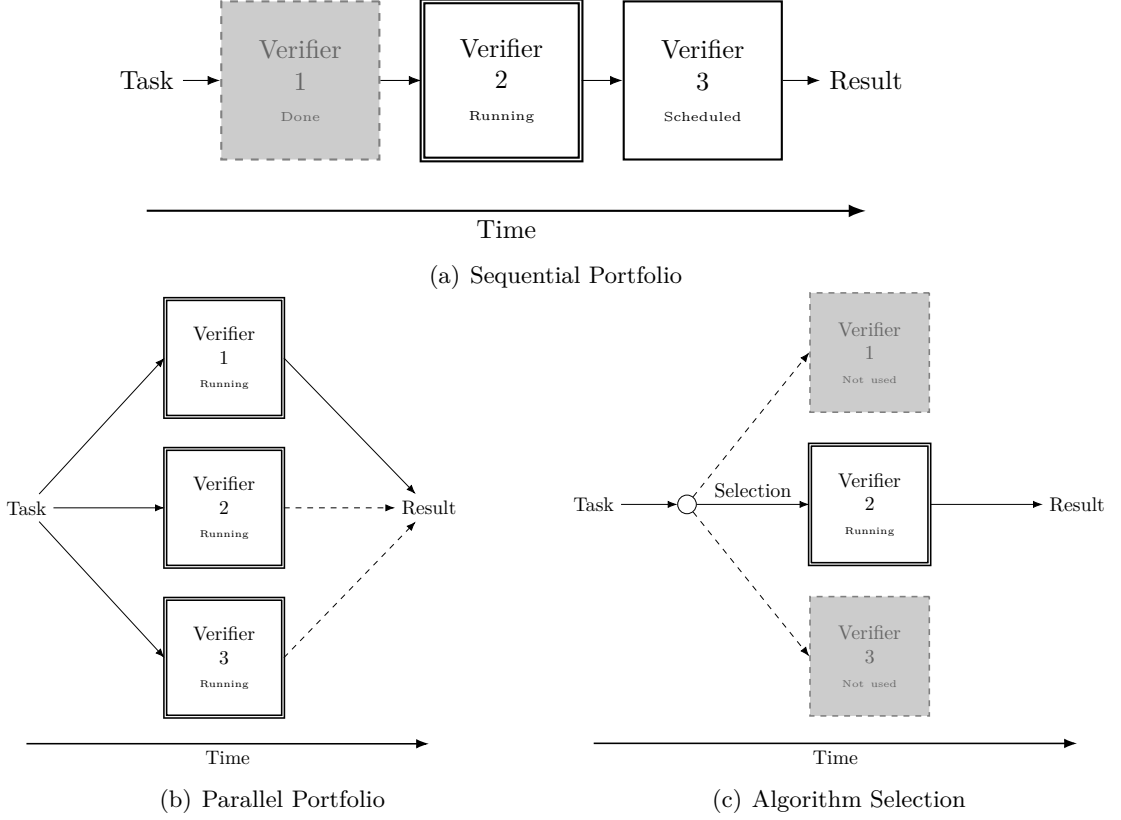 Task
Verifier
1
Done
Verifier
2
Running
Verifier
3
Scheduled
Result
Time
(a) Sequential Portfolio
Task
Verifier
1
Running
Verifier
2
Running
Verifier
3
Running
Result
Time
(b) Parallel Portfolio
Task
Selection
Verifier
1
Not used
Verifier
2
Running
Verifier
3
Not used
Result
Time
(c) Algorithm Selection